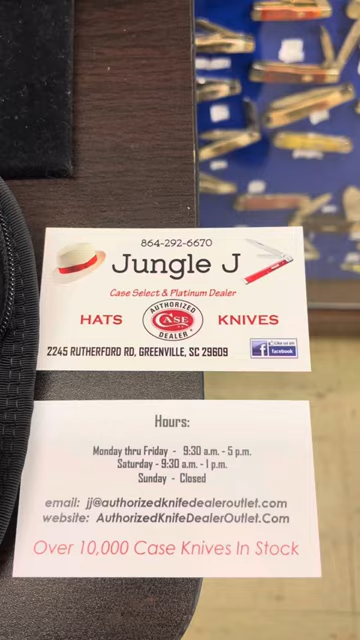 864-292-6670
Jungle J
Case Select & Platinum Dealer
HATS
AUTHORIZED
CASE
DEALER
KNIVES
2245 RUTHERFORD RD, GREENVILLE, SC 29609
Like us on
facebook
Hours:
Monday thru Friday - 9:30 a.m. - 5 p.m.
Saturday - 9:30 a.m. - 1 p.m.
Sunday - Closed
email: jj@authorizedknifedealeroutlet.com
website: AuthorizedKnifeDealerOutlet.Com
Over 10,000 Case Knives In Stock